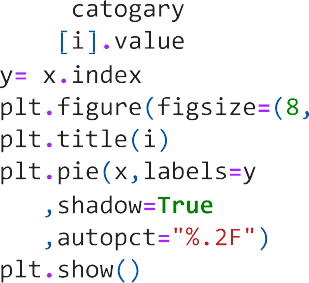 catogary
[i].value
y= x.index
plt.figure(figsize=(8,
plt.title(i)
plt.pie(x,labels=y
,shadow=True
,autopct="%.2F")
plt.show()